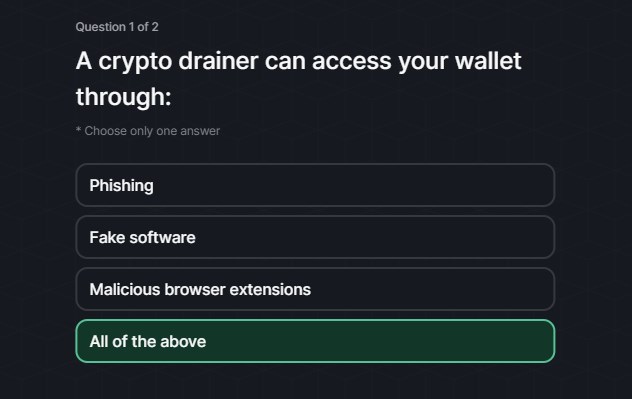 Question 1 of 2
A crypto drainer can access your wallet
through:
* Choose only one answer
Phishing
Fake software
Malicious browser extensions
All of the above